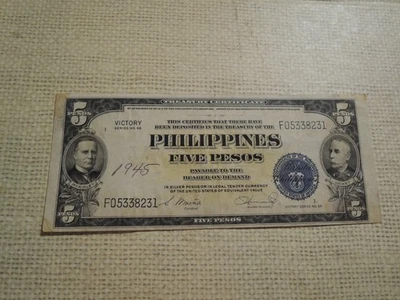 TREASURY CERTIFICATE
5 5
VICTORY
SERIES NO. 66
THIS CERTIFIES THAT THERE HAVE
BEEN DEPOSITED IN THE TREASURY OF THE
F05338231
PHILIPPINES
FIVE PESOS
PAYABLE TO THE
BEARER ON DEMAND
1945
IN SILVER PESOS OR IN LEGAL TENDER CURRENCY
OF THE UNITED STATES OF EQUIVALENT VALUE
F05338231
5 FIVE PESOS 5